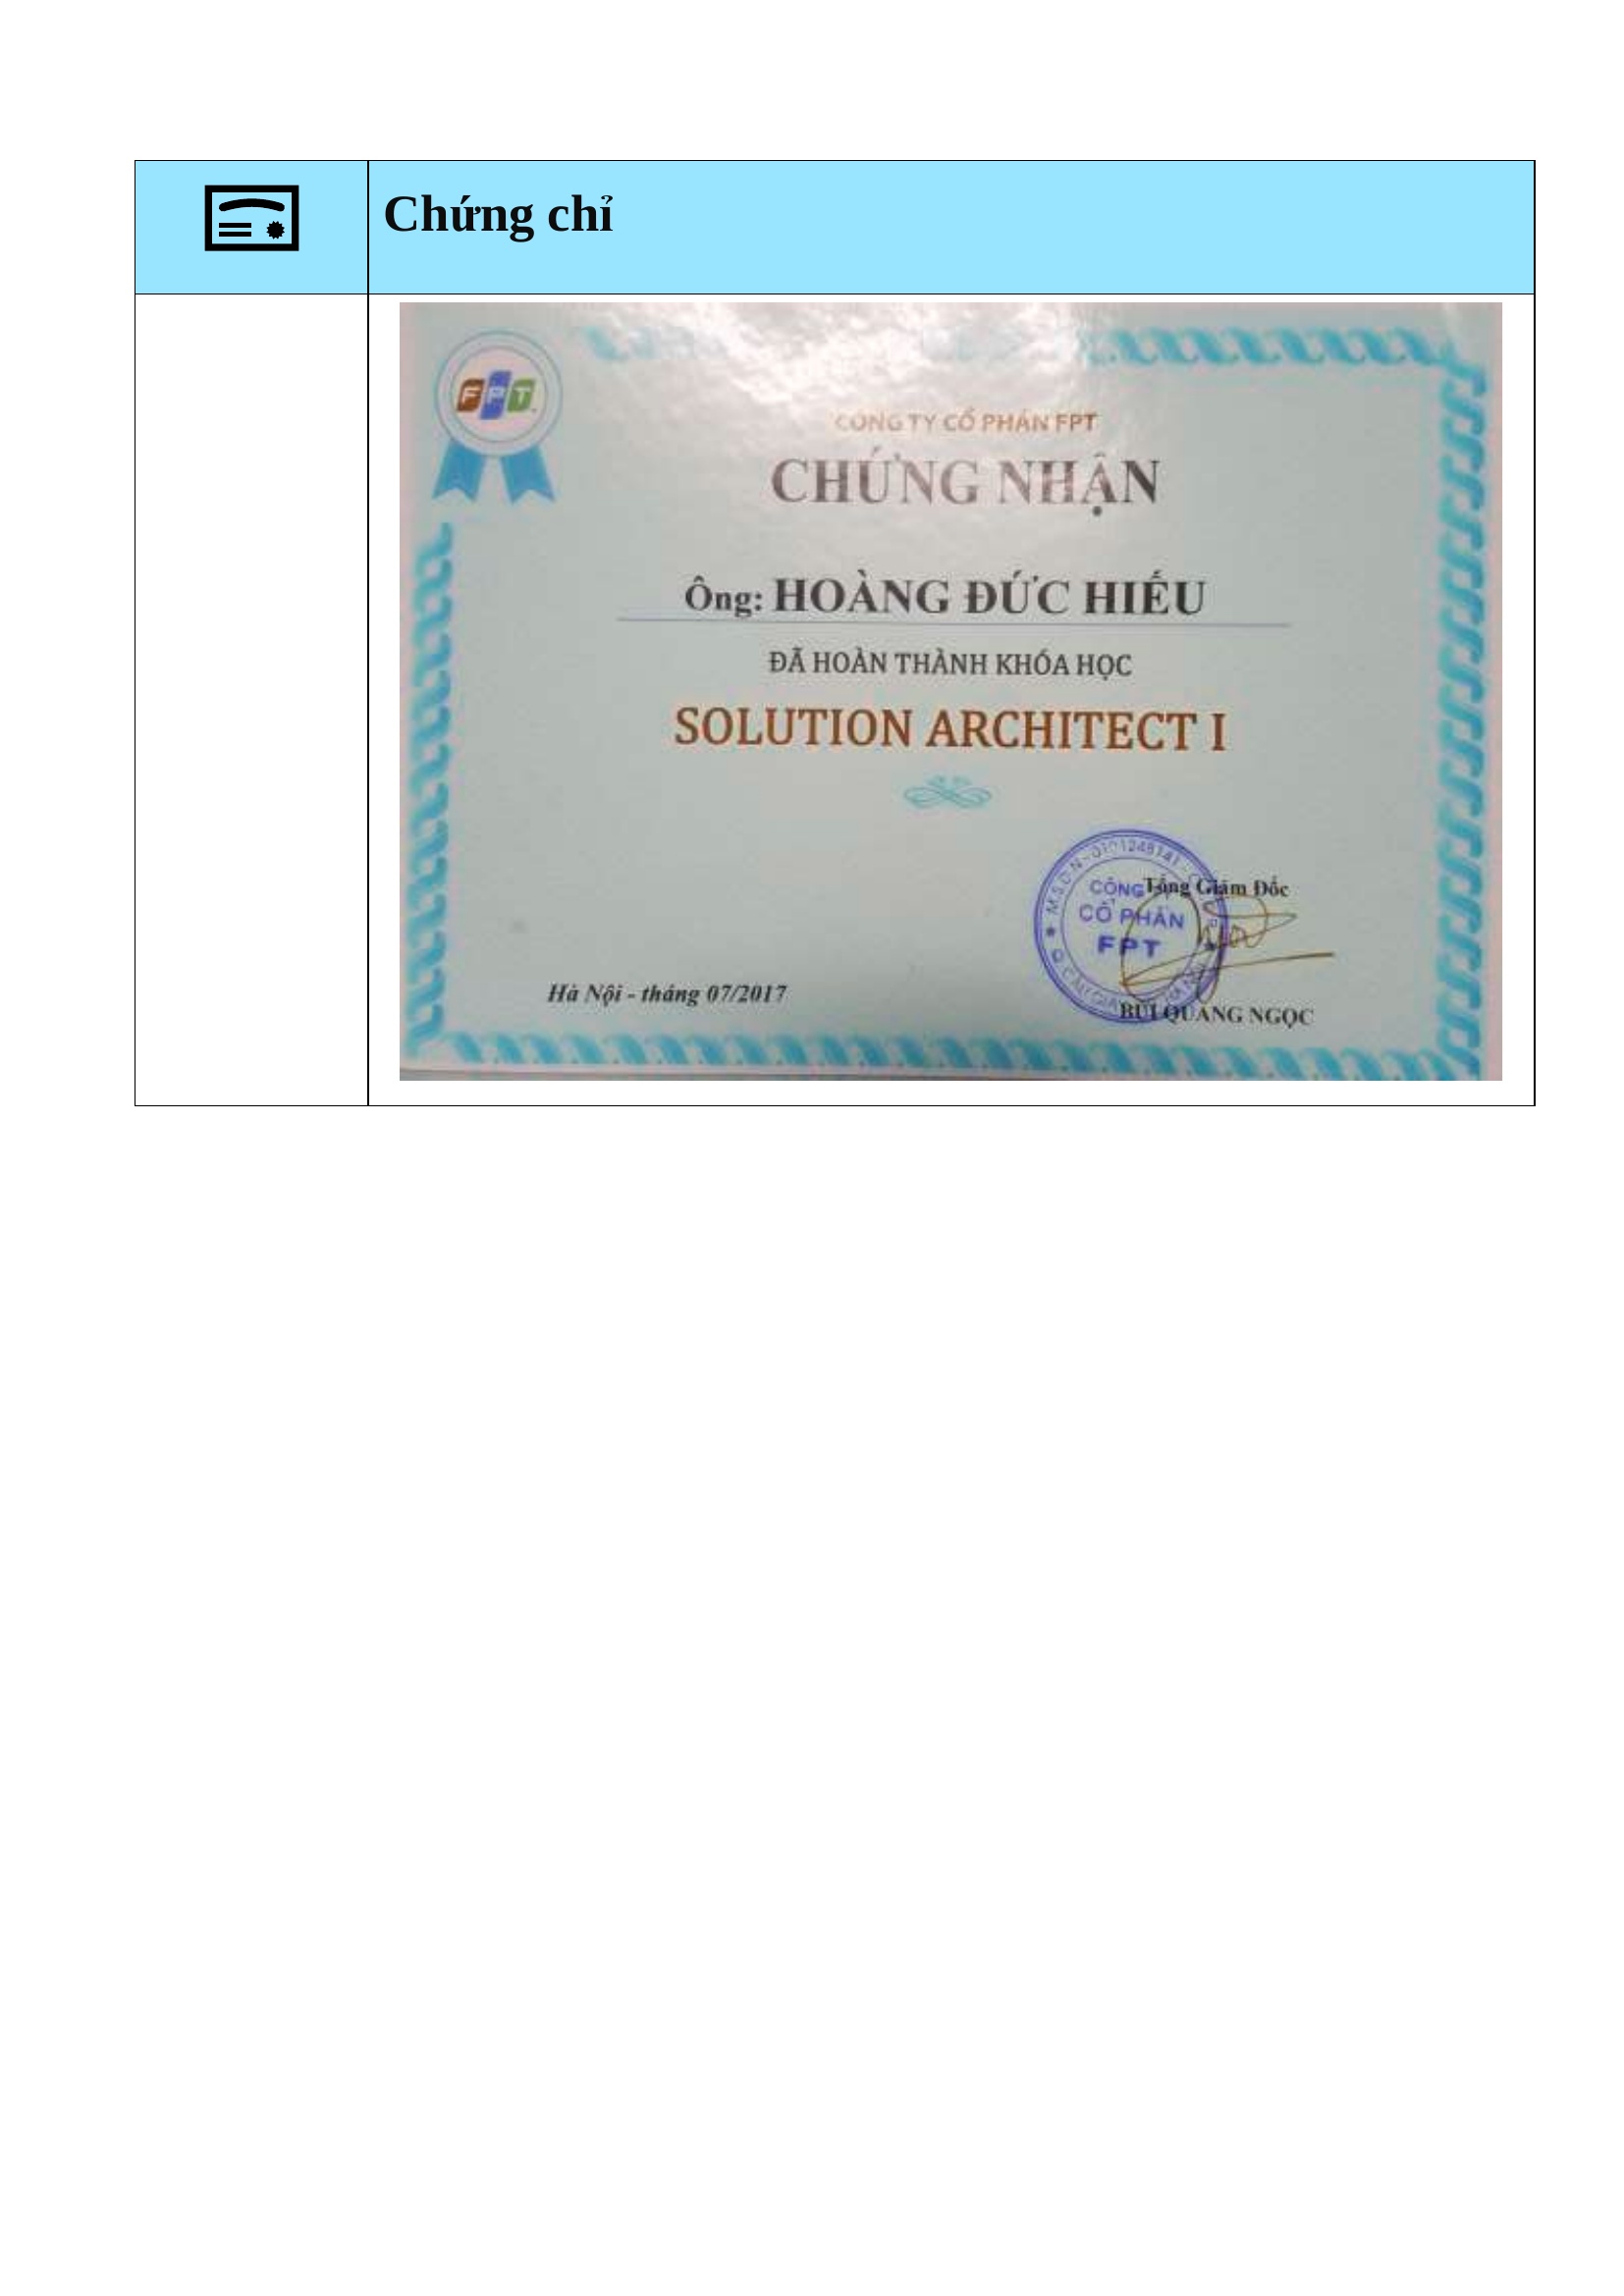 Chứng chỉ
FPT
CÔNG TY CỔ PHẦN FPT
CHỨNG NHẬN
Ông: HOÀNG ĐỨC HIẾU
ĐÃ HOÀN THÀNH KHÓA HỌC
SOLUTION ARCHITECT I
M.S.D.N: 0101248141
Tổng Giám Đốc
CÔNG
CỔ PHẦN
FPT
Hà Nội - tháng 07/2017
BÙI QUANG NGỌC